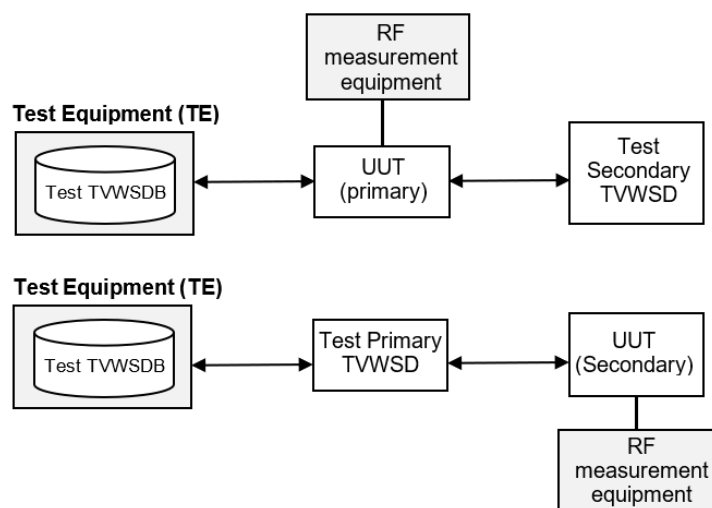 RF
measurement
equipment
Test Equipment (TE)
Test TVWSDB
UUT
(primary)
Test
Secondary
TVWSD
Test Equipment (TE)
Test TVWSDB
Test Primary
TVWSD
UUT
(Secondary)
RF
measurement
equipment